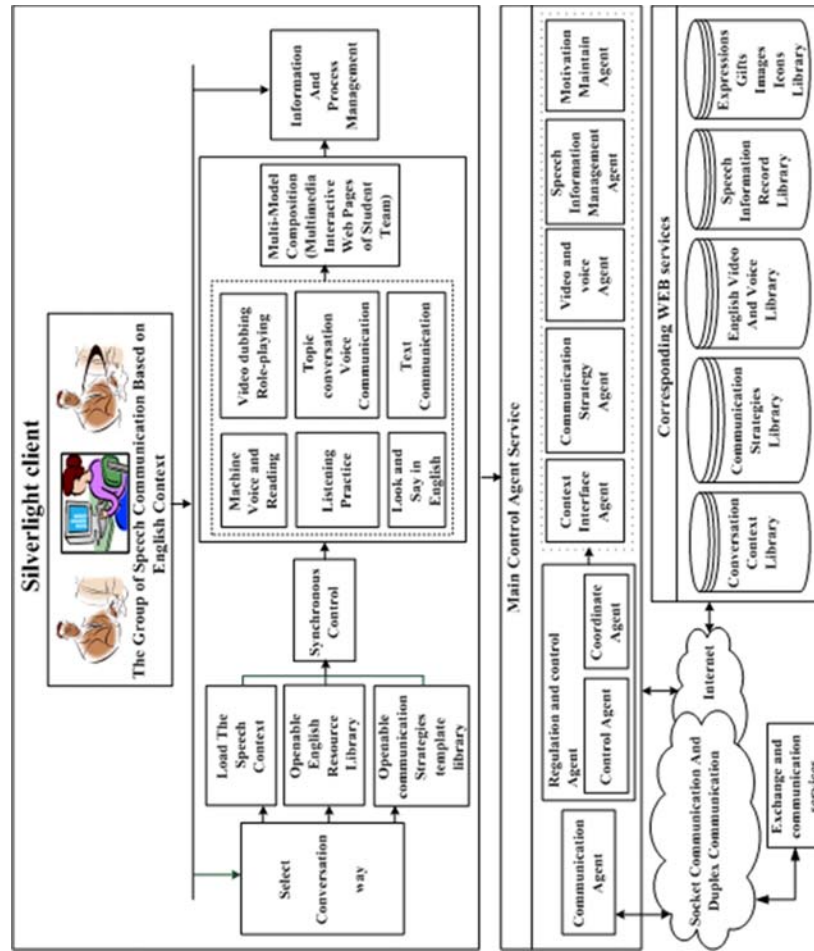 Silverlight client
The Group of Speech Communication Based on
English Context
Select
Conversation
way
Load The
Speech
Context
Openable
English
Resource
Library
Openable
communication
Strategies
template
library
Synchronous
Control
Machine
Voice and
Reading
Video dubbing
Role-playing
Listening
Practice
Topic
conversation
Voice
Communication
Look and
Say in
English
Text
Communication
Multi-Model
Composition
(Multimedia
Interactive
Web Pages
of Student
Team)
Information
And
Process
Management
Main Control Agent Service
Communication
Agent
Regulation and control
Agent
Control Agent
Coordinate
Agent
Context
Interface
Agent
Communication
Strategy
Agent
Video and
voice
Agent
Speech
Information
Management
Agent
Motivation
Maintain
Agent
Socket Communication And
Duplex Communication
Internet
Exchange and
communication
Corresponding WEB services
Conversation
Context
Library
Communication
Strategies
Library
English Video
And Voice
Library
Speech
Information
Record
Library
Expressions
Gifts
Images
Icons
Library